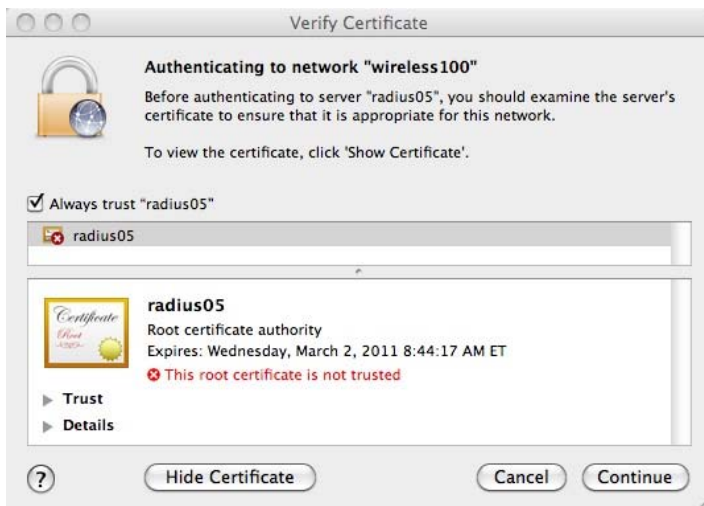 Verify Certificate
Authenticating to network "wireless100"
Before authenticating to server "radius05", you should examine the server's
certificate to ensure that it is appropriate for this network.
To view the certificate, click 'Show Certificate'.
Always trust “radius05”
radius05
Certificate
Root
radius05
Root certificate authority
Expires: Wednesday, March 2, 2011 8:44:17 AM ET
This root certificate is not trusted
Trust
Details
?
Hide Certificate
Cancel
Continue